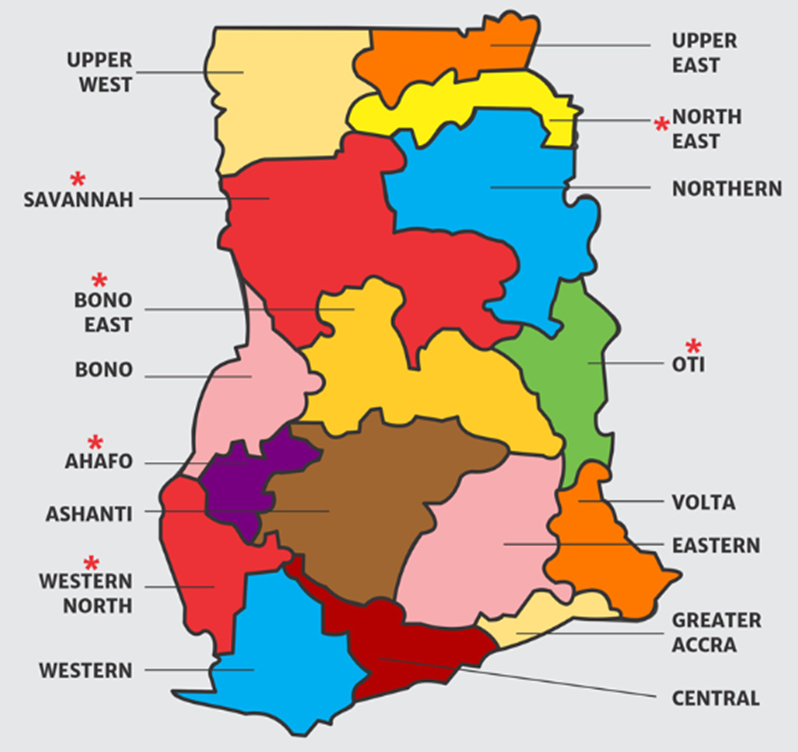 UPPER
WEST
*
SAVANNAH
*
BONO
EAST
BONO
*
AHAFO
ASHANTI
*
WESTERN
NORTH
WESTERN
UPPER
EAST
* NORTH
EAST
NORTHERN
*
OTI
VOLTA
EASTERN
GREATER
ACCRA
CENTRAL